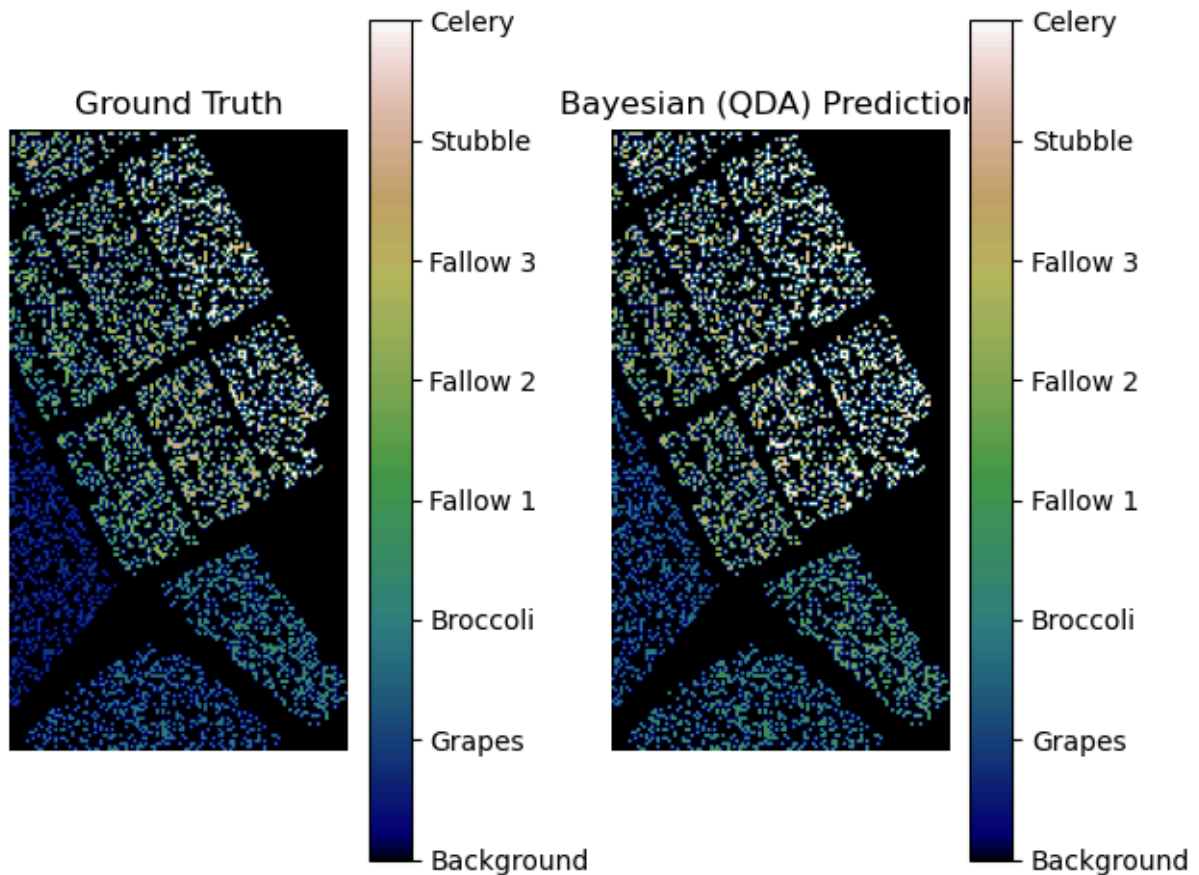 Ground Truth
Celery
Stubble
Fallow 3
Fallow 2
Fallow 1
Broccoli
Grapes
Background
Bayesian (QDA) Prediction
Celery
Stubble
Fallow 3
Fallow 2
Fallow 1
Broccoli
Grapes
Background